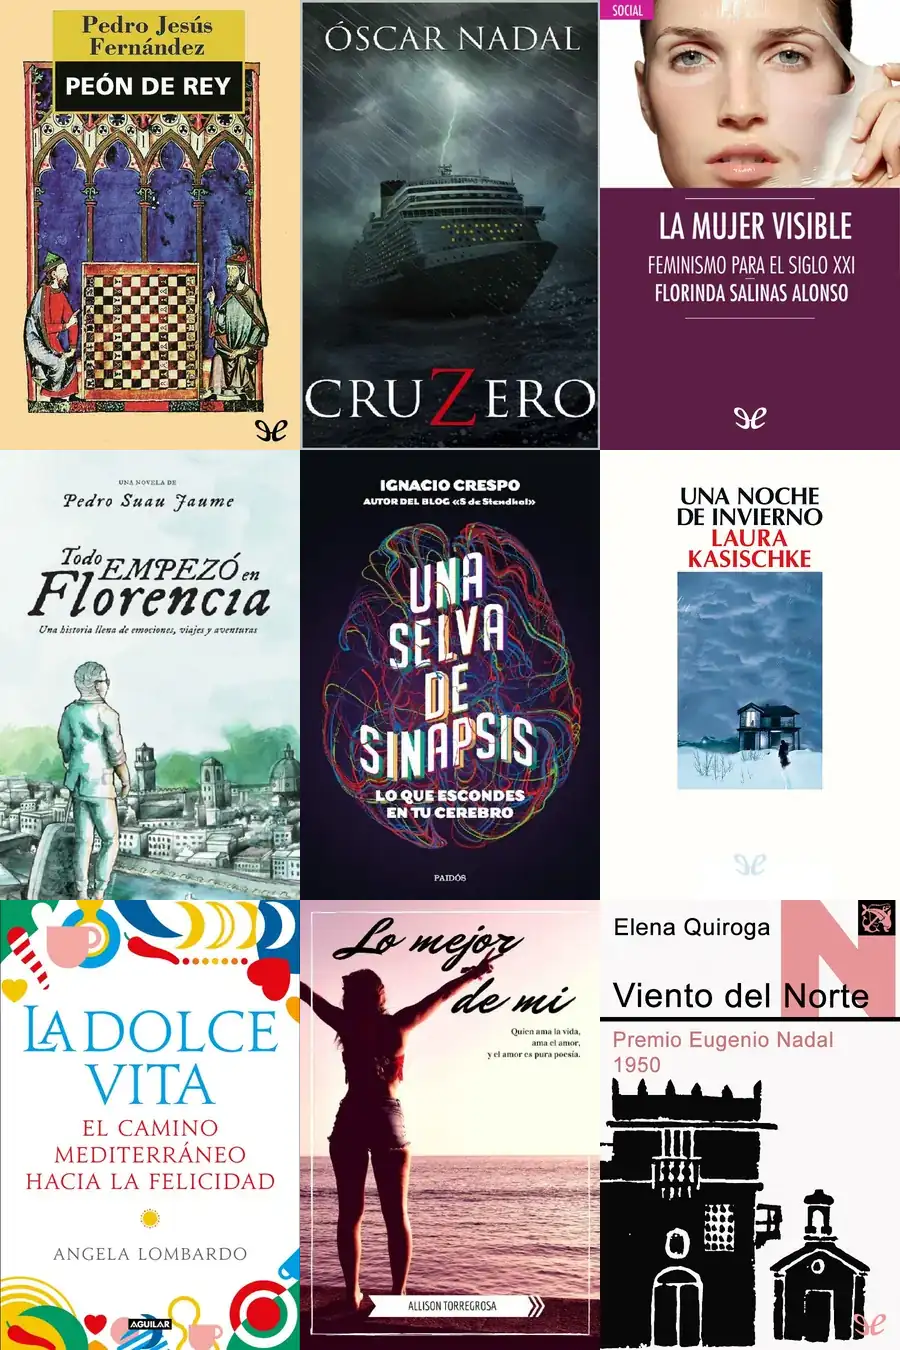 Pedro Jesús
Fernández
PEÓN DE REY
ÓSCAR NADAL
CRUZERO
SOCIAL
LA MUJER VISIBLE
FEMINISMO PARA EL SIGLO XXI
FLORINDA SALINAS ALONSO
UNA NOVELA DE
Pedro Suau Jaume
Todo EMPEZÓ en
Florencia
Una historia llena de emociones, viajes y aventuras
IGNACIO CRESPO
AUTOR DEL BLOG «S de Stendhal»
UNA
SELVA
DE
SINAPSIS
LO QUE ESCONDES
EN TU CEREBRO
PAIDÓS
UNA NOCHE
DE INVIERNO
LAURA
KASISCHKE
LA DOLCE
VITA
EL CAMINO
MEDITERRÁNEO
HACIA LA FELICIDAD
ANGELA LOMBARDO
AGUILAR
Lo mejor
de mi
Quien ama la vida,
ama el amor,
y el amor es pura poesía.
ALLISON TORREGROSA
N
Elena Quiroga
Viento del Norte
Premio Eugenio Nadal
1950